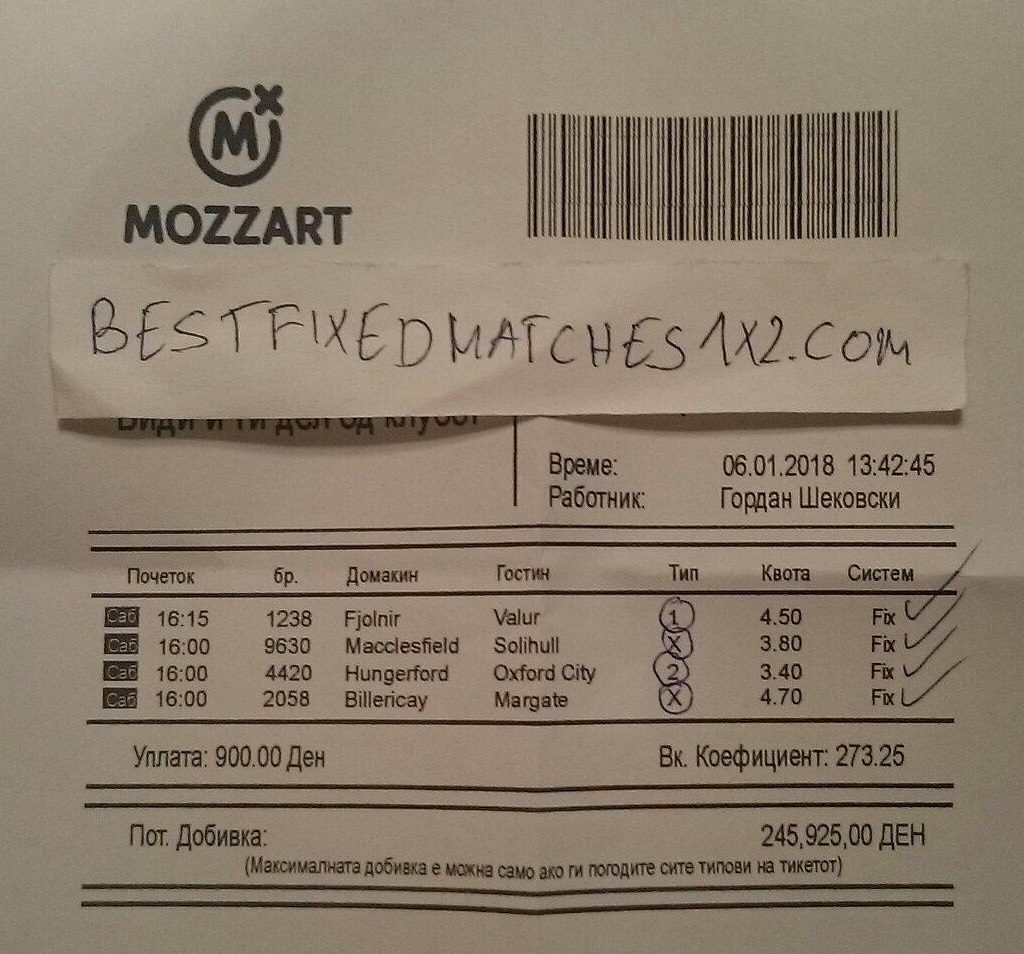 MX
MOZZART
BESTFIXEDMATCHES1X2.COM
Види и ти дел од клубот
Време: 06.01.2018 13:42:45
Работник: Гордан Шековски
Почеток бр. Домакин Гостин Тип Квота Систем
Саб 16:15 1238 Fjolnir Valur 1 4.50 Fix
Саб 16:00 9630 Macclesfield Solihull X 3.80 Fix
Саб 16:00 4420 Hungerford Oxford City 2 3.40 Fix
Саб 16:00 2058 Billericay Margate X 4.70 Fix
Уплата: 900.00 Ден Вк. Коефициент: 273.25
Пот. Добивка: 245,925,00 ДЕН
(Максималната добивка е можна само ако ги погодите сите типови на тикетот)